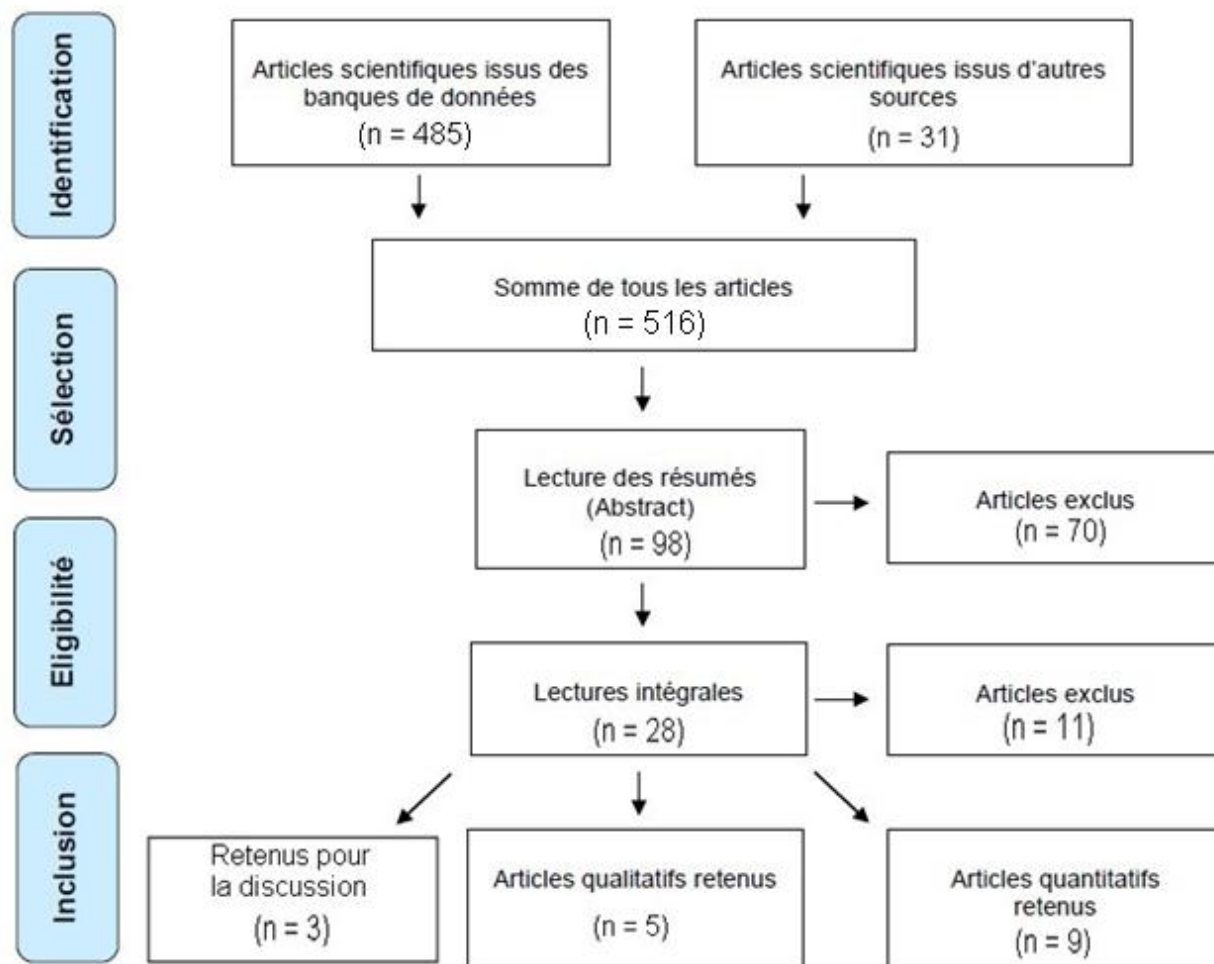 Identification
Articles scientifiques issus des
banques de données
(n = 485)
Articles scientifiques issus d'autres
sources
(n = 31)
Sélection
Somme de tous les articles
(n = 516)
Lecture des résumés
(Abstract)
(n = 98)
Articles exclus
(n = 70)
Eligibilité
Lectures intégrales
(n = 28)
Articles exclus
(n = 11)
Inclusion
Retenus pour
la discussion
(n = 3)
Articles qualitatifs retenus
(n = 5)
Articles quantitatifs
retenus
(n = 9)